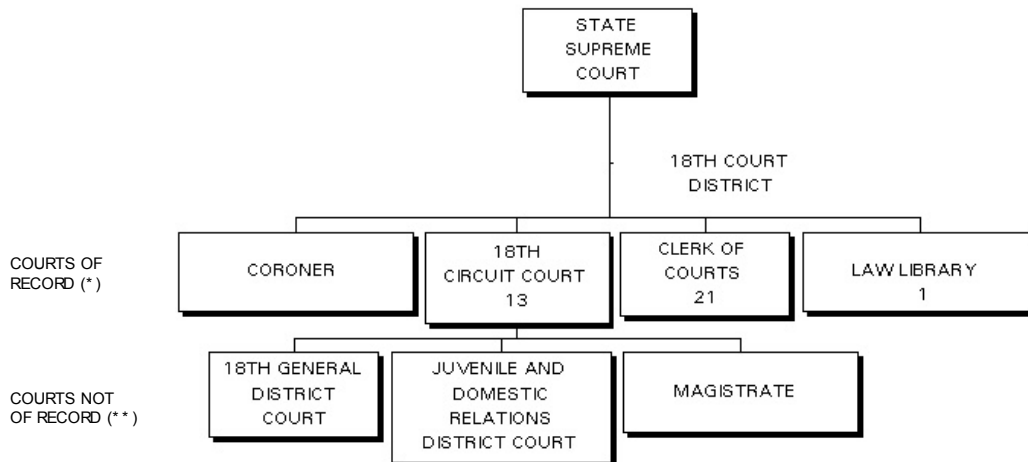 STATE
SUPREME
COURT
18TH COURT
DISTRICT
COURTS OF
RECORD (*)
CORONER
18TH
CIRCUIT COURT
13
CLERK OF
COURTS
21
LAW LIBRARY
1
COURTS NOT
OF RECORD (**)
18TH GENERAL
DISTRICT
COURT
JUVENILE AND
DOMESTIC
RELATIONS
DISTRICT COURT
MAGISTRATE